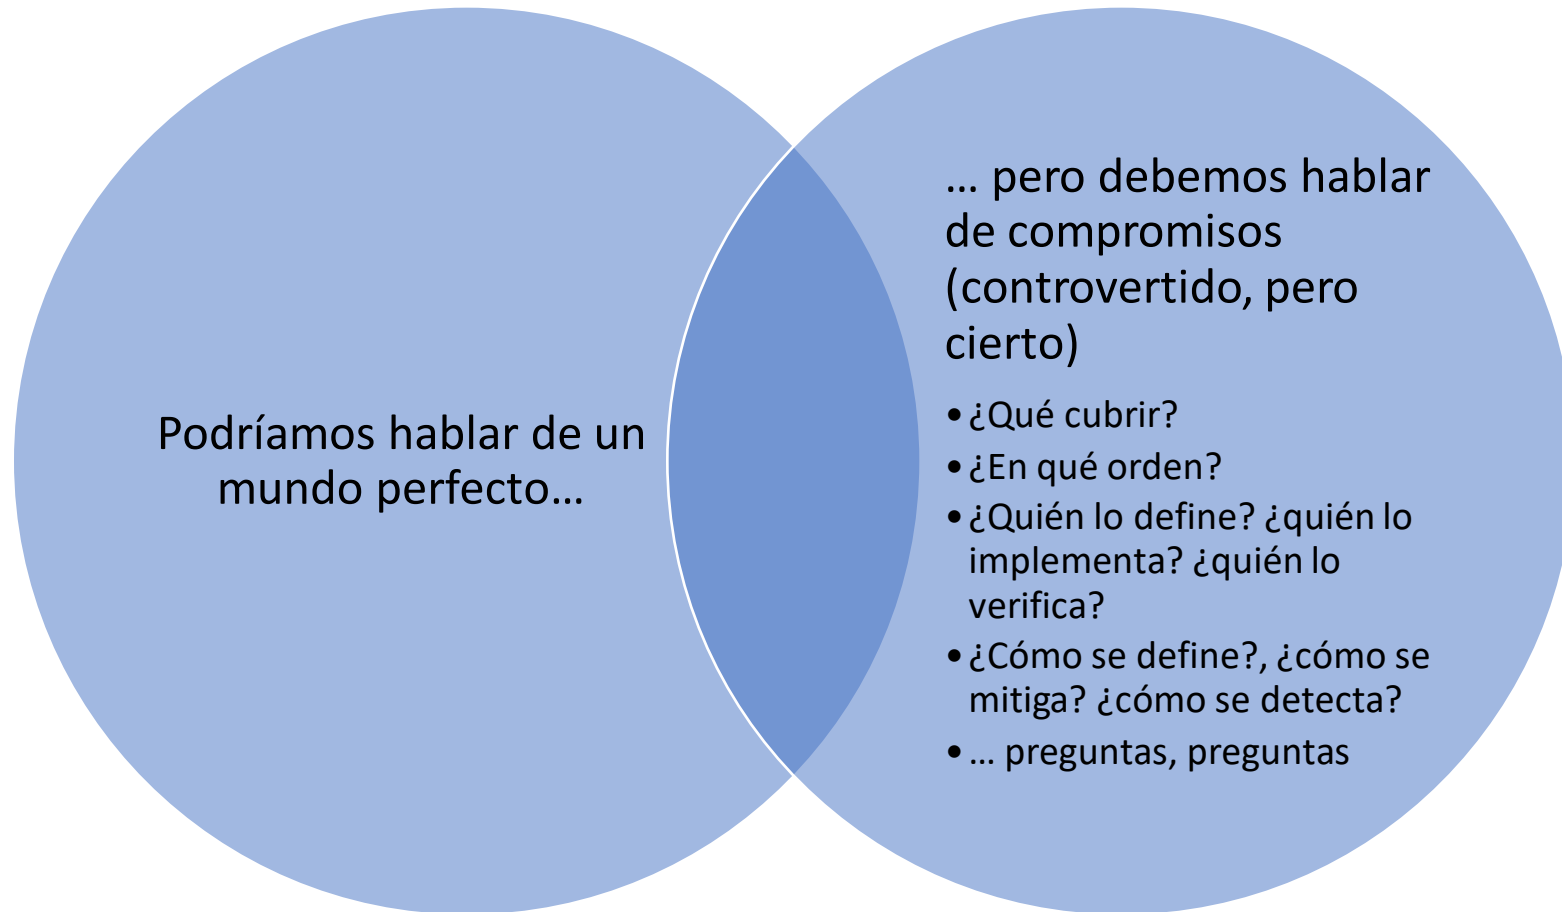 Podríamos hablar de un
mundo perfecto…
… pero debemos hablar
de compromisos
(controvertido, pero
cierto)
•¿Qué cubrir?
•¿En qué orden?
•¿Quién lo define? ¿quién lo
implementa? ¿quién lo
verifica?
•¿Cómo se define?, ¿cómo se
mitiga? ¿cómo se detecta?
•… preguntas, preguntas